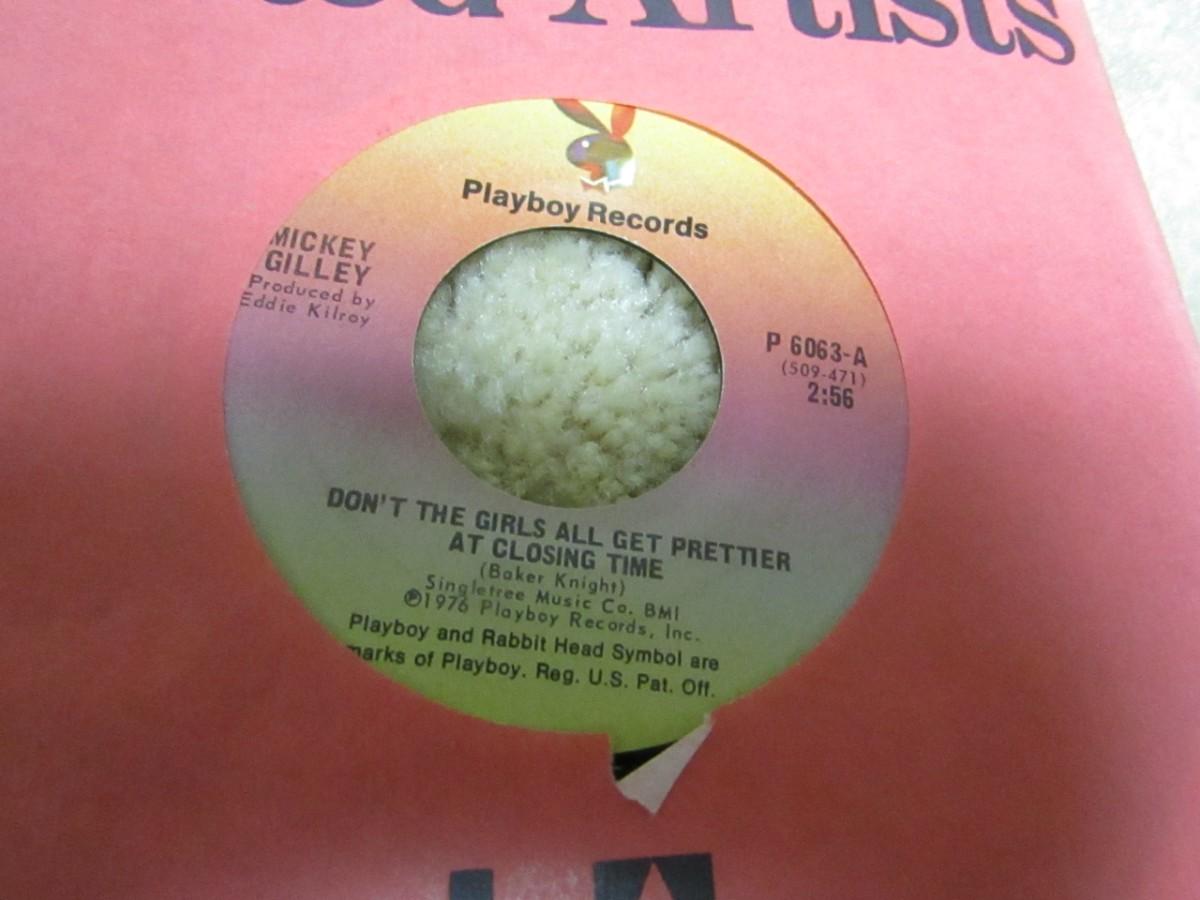 Artists
Playboy Records
MICKEY
GILLEY
Produced by
Eddie Kilroy
P 6063-A
(509-471)
2:56
DON'T THE GIRLS ALL GET PRETTIER
AT CLOSING TIME
(Baker Knight)
Singletree Music Co. BMI
℗1976 Playboy Records, Inc.
Playboy and Rabbit Head Symbol are
marks of Playboy. Reg. U.S. Pat. Off.